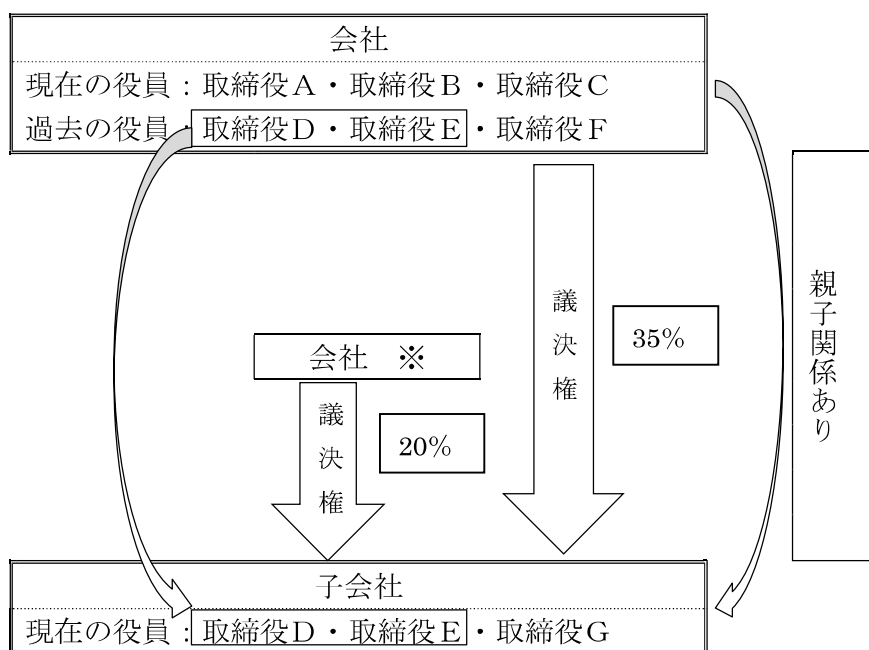 会社
現在の役員：取締役A・取締役B・取締役C
過去の役員：取締役D・取締役E・取締役F
議決権
35%
親子関係あり
会社　※
議決権
20%
子会社
現在の役員：取締役D・取締役E・取締役G